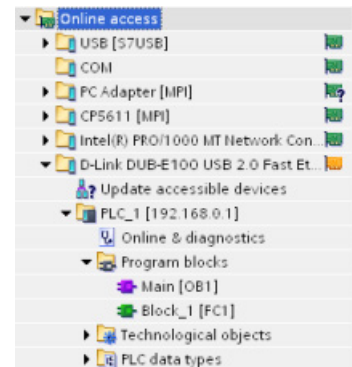 Online access
USB [S7USB]
COM
PC Adapter [MPI]
CP5611 [MPI]
Intel(R) PRO/1000 MT Network Con...
D-Link DUB-E100 USB 2.0 Fast Et...
Update accessible devices
PLC_1 [192.168.0.1]
Online & diagnostics
Program blocks
Main [OB1]
Block_1 [FC1]
Technological objects
PLC data types